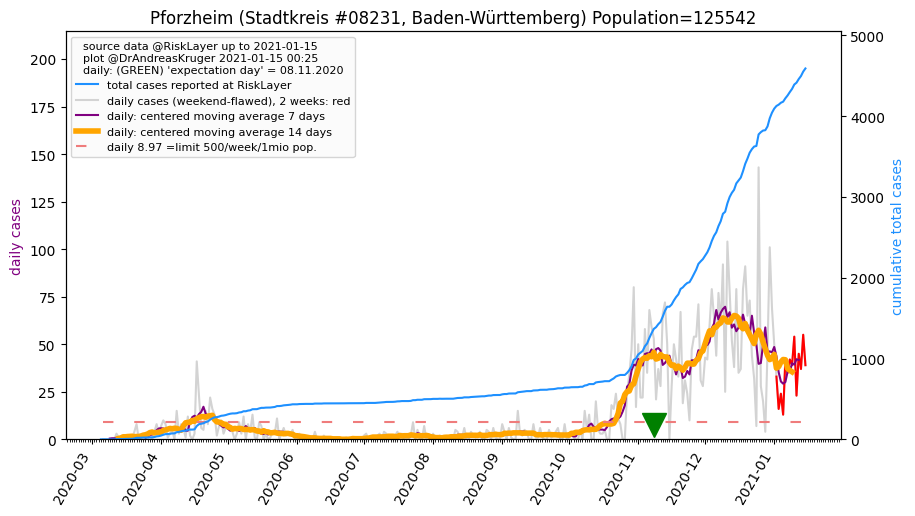 Pforzheim (Stadtkreis #08231, Baden-Württemberg) Population=125542
source data @RiskLayer up to 2021-01-15
plot @DrAndreasKruger 2021-01-15 00:25
daily: (GREEN) 'expectation day' = 08.11.2020
total cases reported at RiskLayer
daily cases (weekend-flawed), 2 weeks: red
daily: centered moving average 7 days
daily: centered moving average 14 days
daily 8.97 =limit 500/week/1mio pop.
daily cases
200
175
150
125
100
75
50
25
0
5000
4000
3000
2000
1000
0
cumulative total cases
2020-03
2020-04
2020-05
2020-06
2020-07
2020-08
2020-09
2020-10
2020-11
2020-12
2021-01